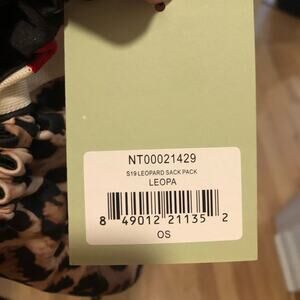 NT00021429
S19 LEOPARD SACK PACK
LEOPA
8 49012 21135 2
OS